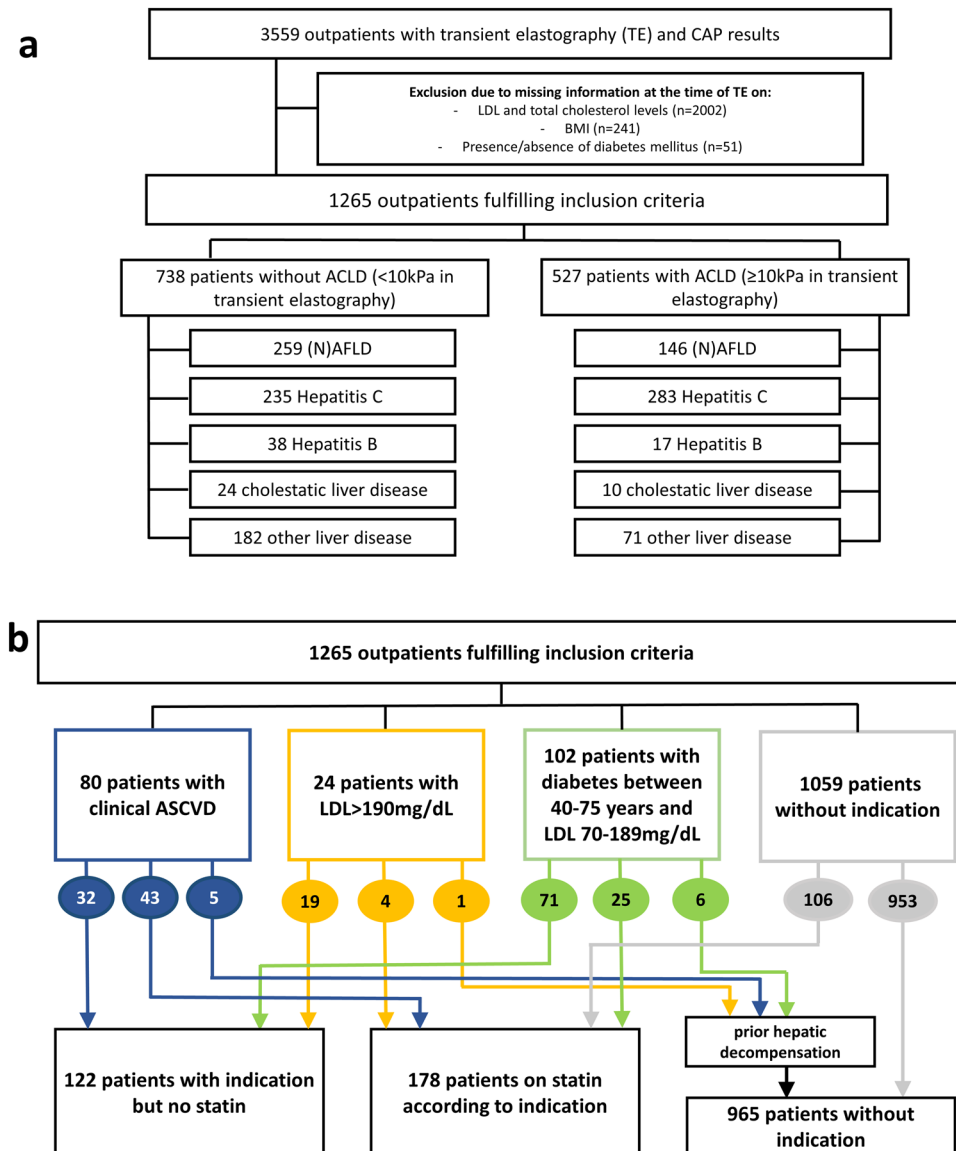 a
3559 outpatients with transient elastography (TE) and CAP results
Exclusion due to missing information at the time of TE on:
- LDL and total cholesterol levels (n=2002)
- BMI (n=241)
- Presence/absence of diabetes mellitus (n=51)
1265 outpatients fulfilling inclusion criteria
738 patients without ACLD (<10kPa in
transient elastography)
527 patients with ACLD (≥10kPa in transient
elastography)
259 (N)AFLD
146 (N)AFLD
235 Hepatitis C
283 Hepatitis C
38 Hepatitis B
17 Hepatitis B
24 cholestatic liver disease
10 cholestatic liver disease
182 other liver disease
71 other liver disease
b
1265 outpatients fulfilling inclusion criteria
80 patients with
clinical ASCVD
24 patients with
LDL>190mg/dL
102 patients with
diabetes between
40-75 years and
LDL 70-189mg/dL
1059 patients
without indication
32
43
5
19
4
1
71
25
6
106
953
prior hepatic
decompensation
122 patients with indication
but no statin
178 patients on statin
according to indication
965 patients without
indication